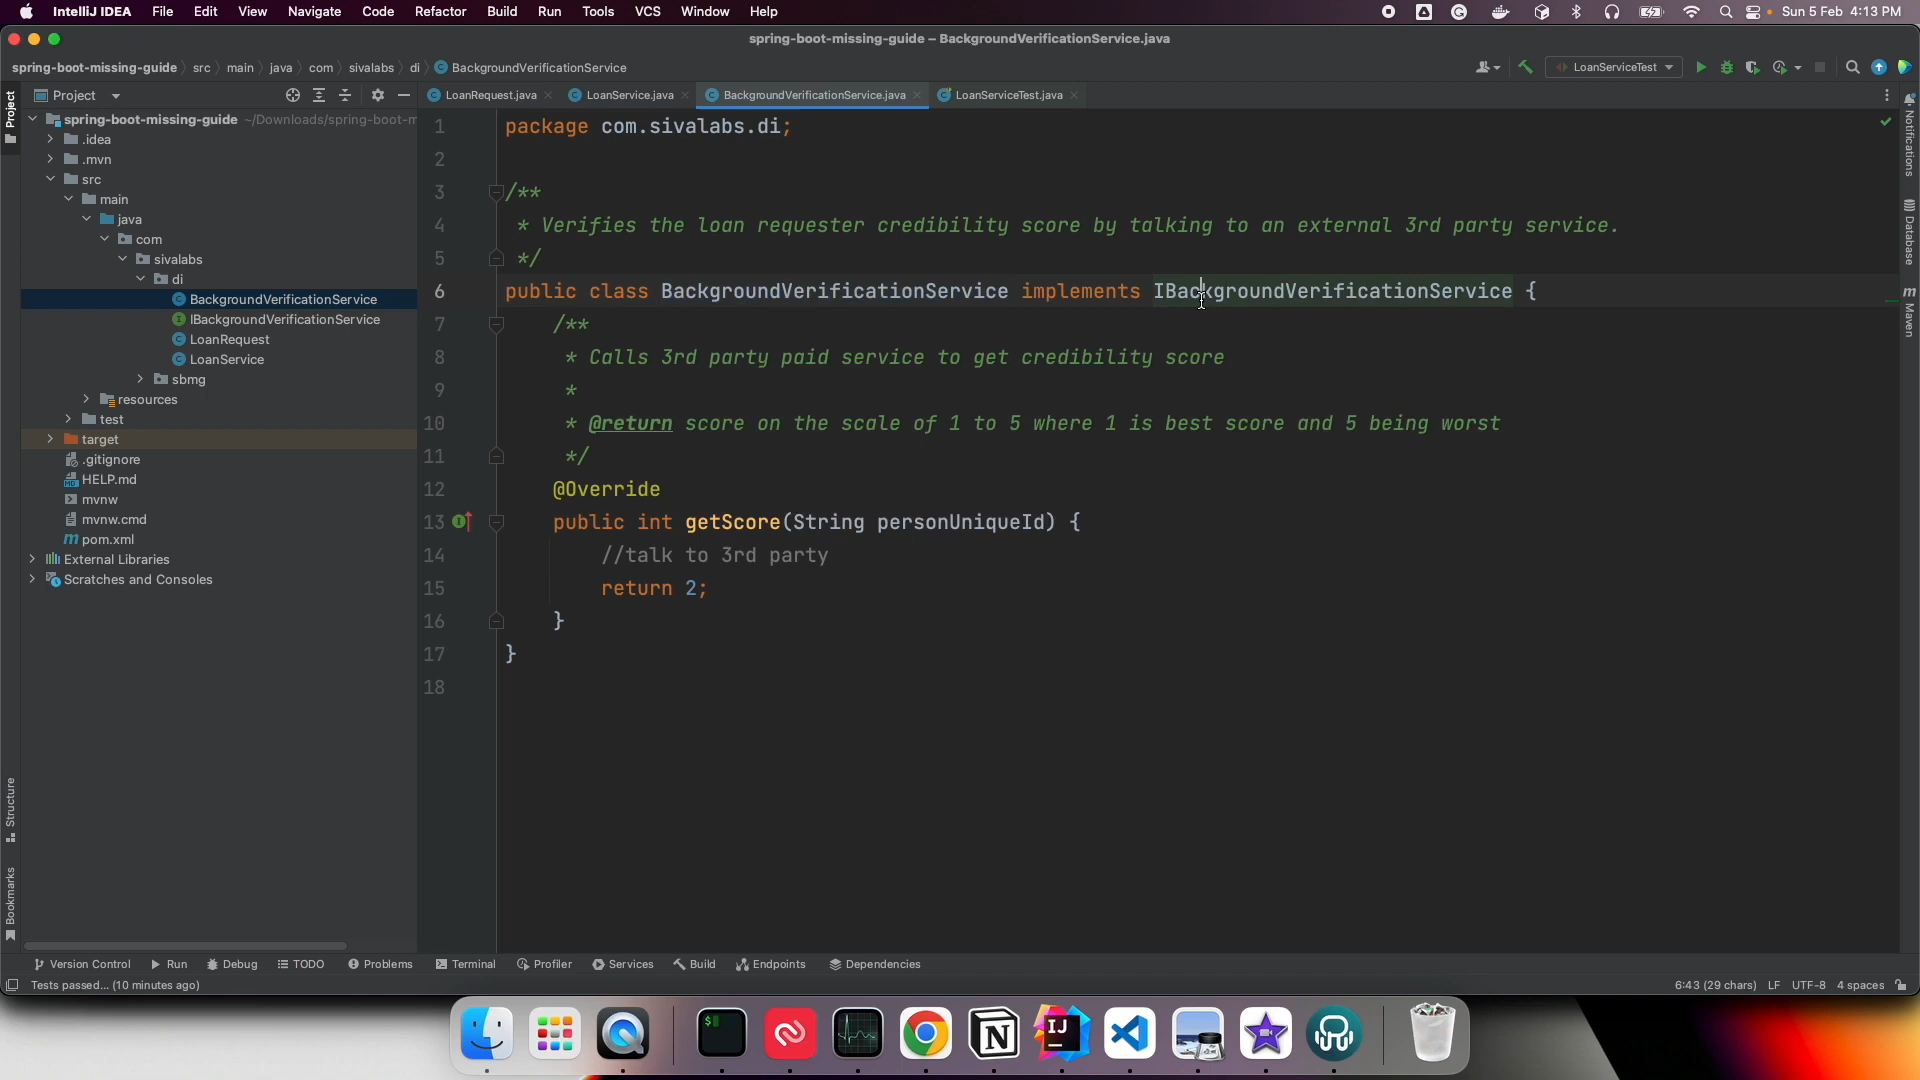 IntelliJ IDEA File Edit View Navigate Code Refactor Build Run Tools VCS Window Help Sun 5 Feb 4:13 PM
spring-boot-missing-guide – BackgroundVerificationService.java
spring-boot-missing-guide src main java com sivalabs di BackgroundVerificationService LoanServiceTest
Project LoanRequest.java LoanService.java BackgroundVerificationService.java LoanServiceTest.java
Project
Notifications
Database
Maven
Structure
Bookmarks
spring-boot-missing-guide ~/Downloads/spring-boot-m
.idea
.mvn
src
main
java
com
sivalabs
di
BackgroundVerificationService
IBackgroundVerificationService
LoanRequest
LoanService
sbmg
resources
test
target
.gitignore
HELP.md
mvnw
mvnw.cmd
pom.xml
External Libraries
Scratches and Consoles
1 package com.sivalabs.di;
2
3 /**
4 * Verifies the loan requester credibility score by talking to an external 3rd party service.
5 */
6 public class BackgroundVerificationService implements IBackgroundVerificationService {
7 /**
8 * Calls 3rd party paid service to get credibility score
9 *
10 * @return score on the scale of 1 to 5 where 1 is best score and 5 being worst
11 */
12 @Override
13 public int getScore(String personUniqueId) {
14 //talk to 3rd party
15 return 2;
16 }
17 }
18
Version Control Run Debug TODO Problems Terminal Profiler Services Build Endpoints Dependencies
Tests passed... (10 minutes ago) 6:43 (29 chars) LF UTF-8 4 spaces